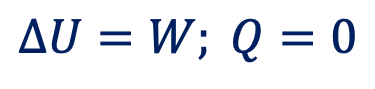 ΔU = W; Q = 0